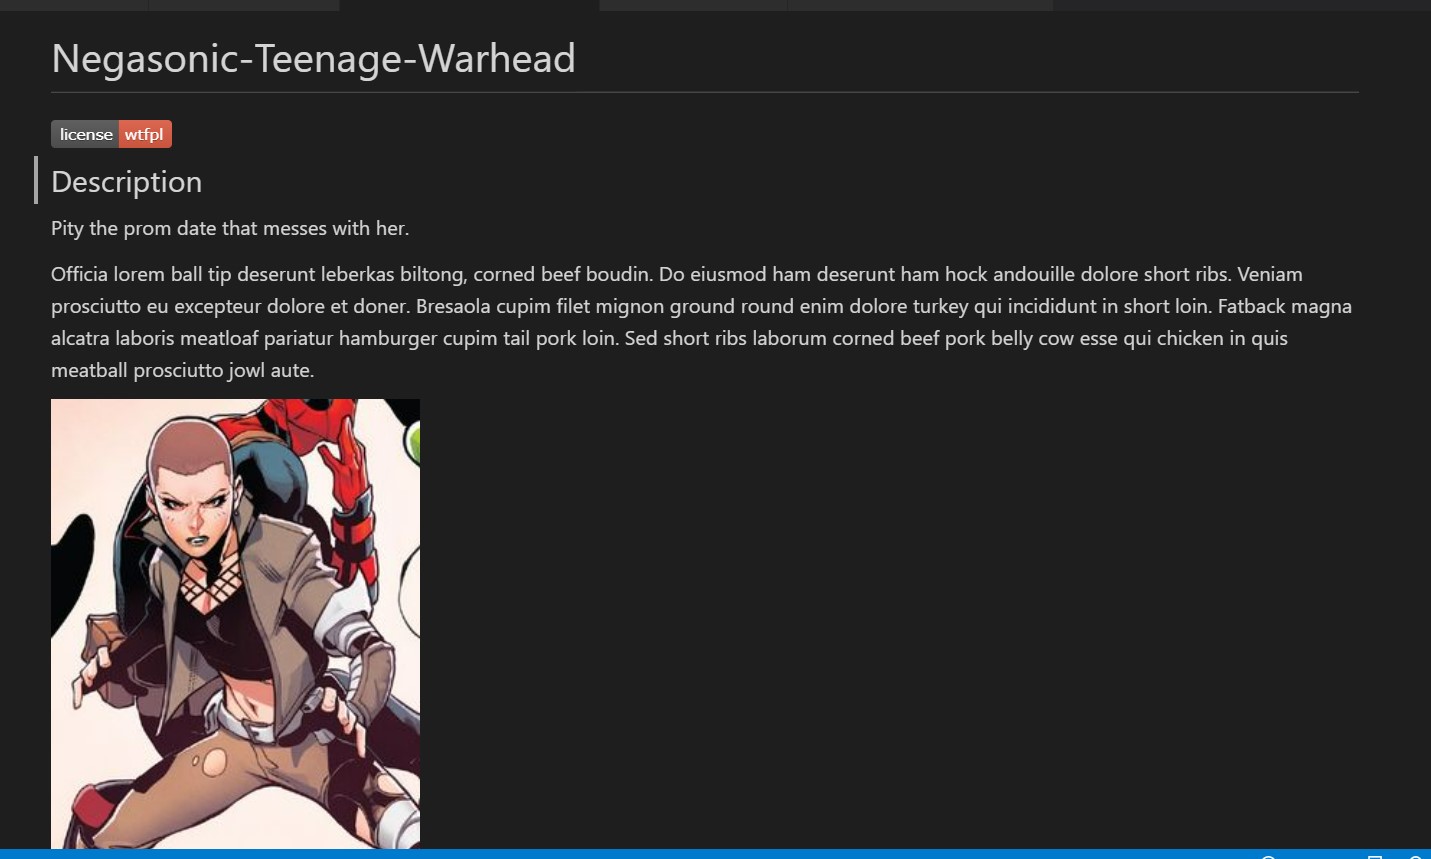 Negasonic-Teenage-Warhead
license wtfpl
Description
Pity the prom date that messes with her.
Officia lorem ball tip deserunt leberkas biltong, corned beef boudin. Do eiusmod ham deserunt ham hock andouille dolore short ribs. Veniam
prosciutto eu excepteur dolore et doner. Bresaola cupim filet mignon ground round enim dolore turkey qui incididunt in short loin. Fatback magna
alcatra laboris meatloaf pariatur hamburger cupim tail pork loin. Sed short ribs laborum corned beef pork belly cow esse qui chicken in quis
meatball prosciutto jowl aute.